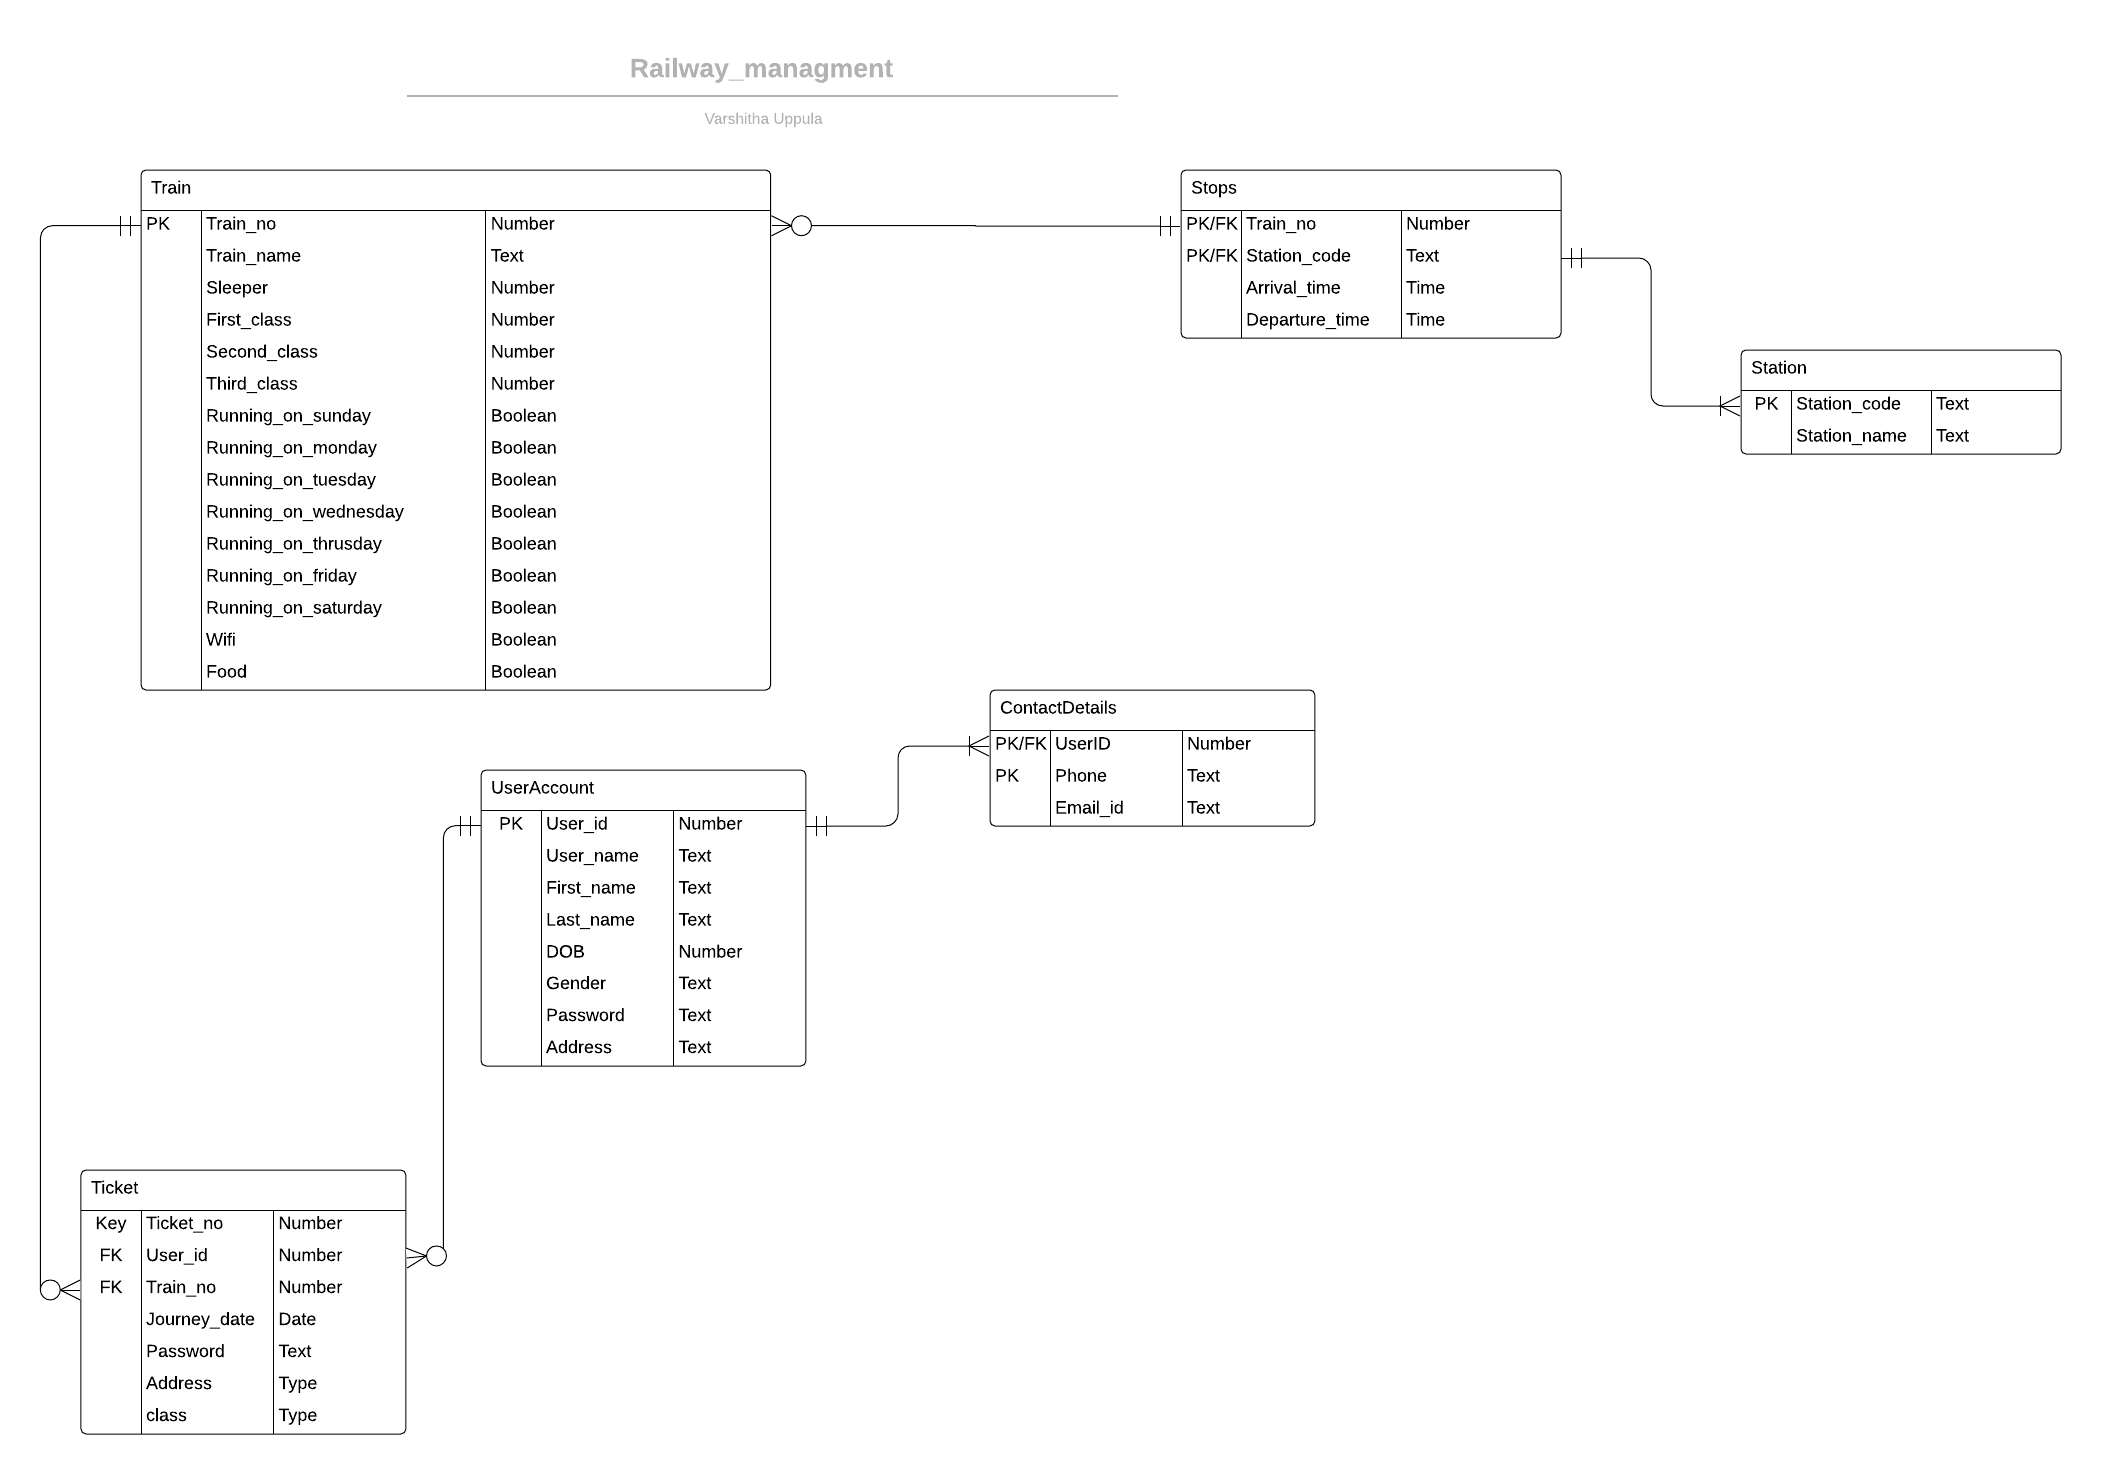 Railway_managment
Varshitha Uppula
Train
PK Train_no Number
Train_name Text
Sleeper Number
First_class Number
Second_class Number
Third_class Number
Running_on_sunday Boolean
Running_on_monday Boolean
Running_on_tuesday Boolean
Running_on_wednesday Boolean
Running_on_thrusday Boolean
Running_on_friday Boolean
Running_on_saturday Boolean
Wifi Boolean
Food Boolean
Stops
PK/FK Train_no Number
PK/FK Station_code Text
Arrival_time Time
Departure_time Time
Station
PK Station_code Text
Station_name Text
ContactDetails
PK/FK UserID Number
PK Phone Text
Email_id Text
UserAccount
PK User_id Number
User_name Text
First_name Text
Last_name Text
DOB Number
Gender Text
Password Text
Address Text
Ticket
Key Ticket_no Number
FK User_id Number
FK Train_no Number
Journey_date Date
Password Text
Address Type
class Type